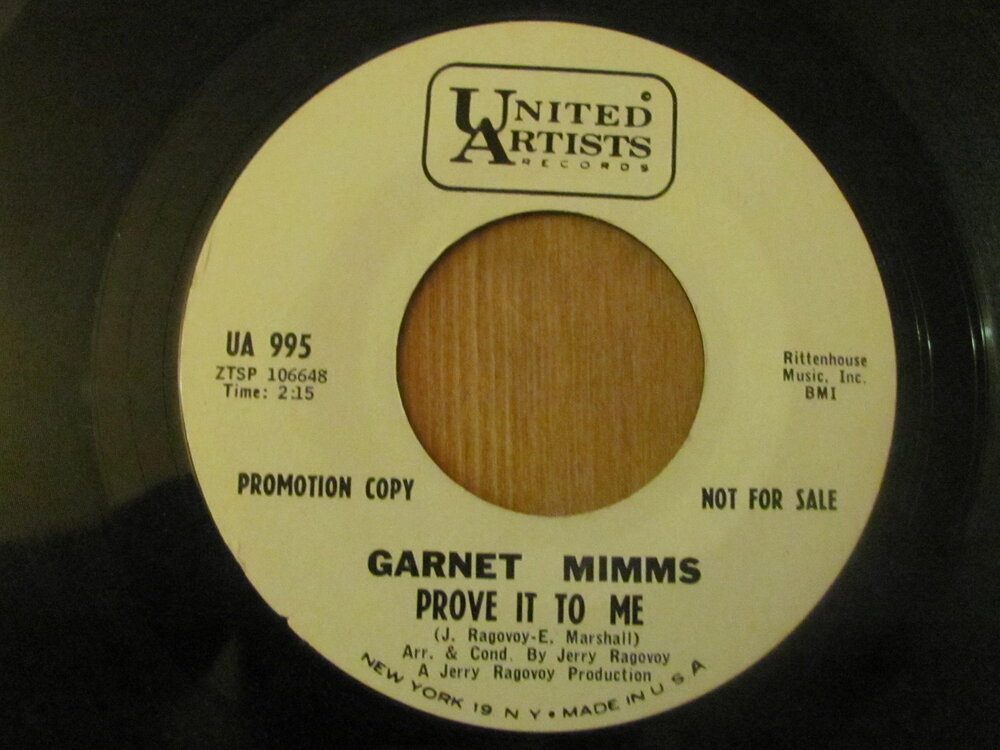 UNITED
ARTISTS
RECORDS
UA 995
ZTSP 106648
Time: 2:15
Rittenhouse
Music, Inc.
BMI
PROMOTION COPY
NOT FOR SALE
GARNET MIMMS
PROVE IT TO ME
(J. Ragovoy-E. Marshall)
Arr. & Cond. By Jerry Ragovoy
A Jerry Ragovoy Production
NEW YORK 19 N Y • MADE IN U S A